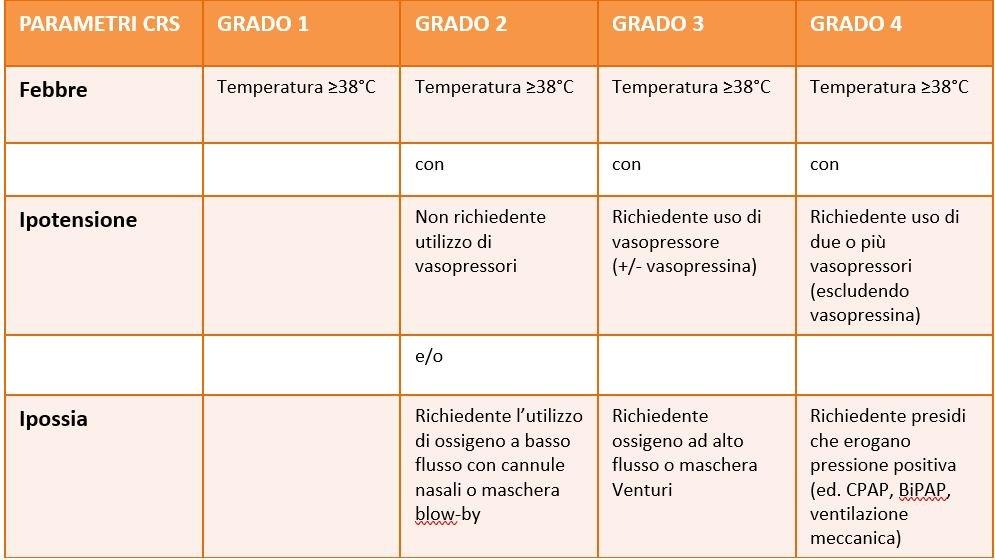 PARAMETRI CRS
GRADO 1
GRADO 2
GRADO 3
GRADO 4
Febbre
Temperatura ≥38°C
Temperatura ≥38°C
Temperatura ≥38°C
Temperatura ≥38°C
con
con
con
Ipotensione
Non richiedente
utilizzo di
vasopressori
Richiedente uso di
vasopressore
(+/- vasopressina)
Richiedente uso di
due o più
vasopressori
(escludendo
vasopressina)
e/o
Ipossia
Richiedente l’utilizzo
di ossigeno a basso
flusso con cannule
nasali o maschera
blow-by
Richiedente
ossigeno ad alto
flusso o maschera
Venturi
Richiedente presidi
che erogano
pressione positiva
(ed. CPAP, BiPAP,
ventilazione
meccanica)